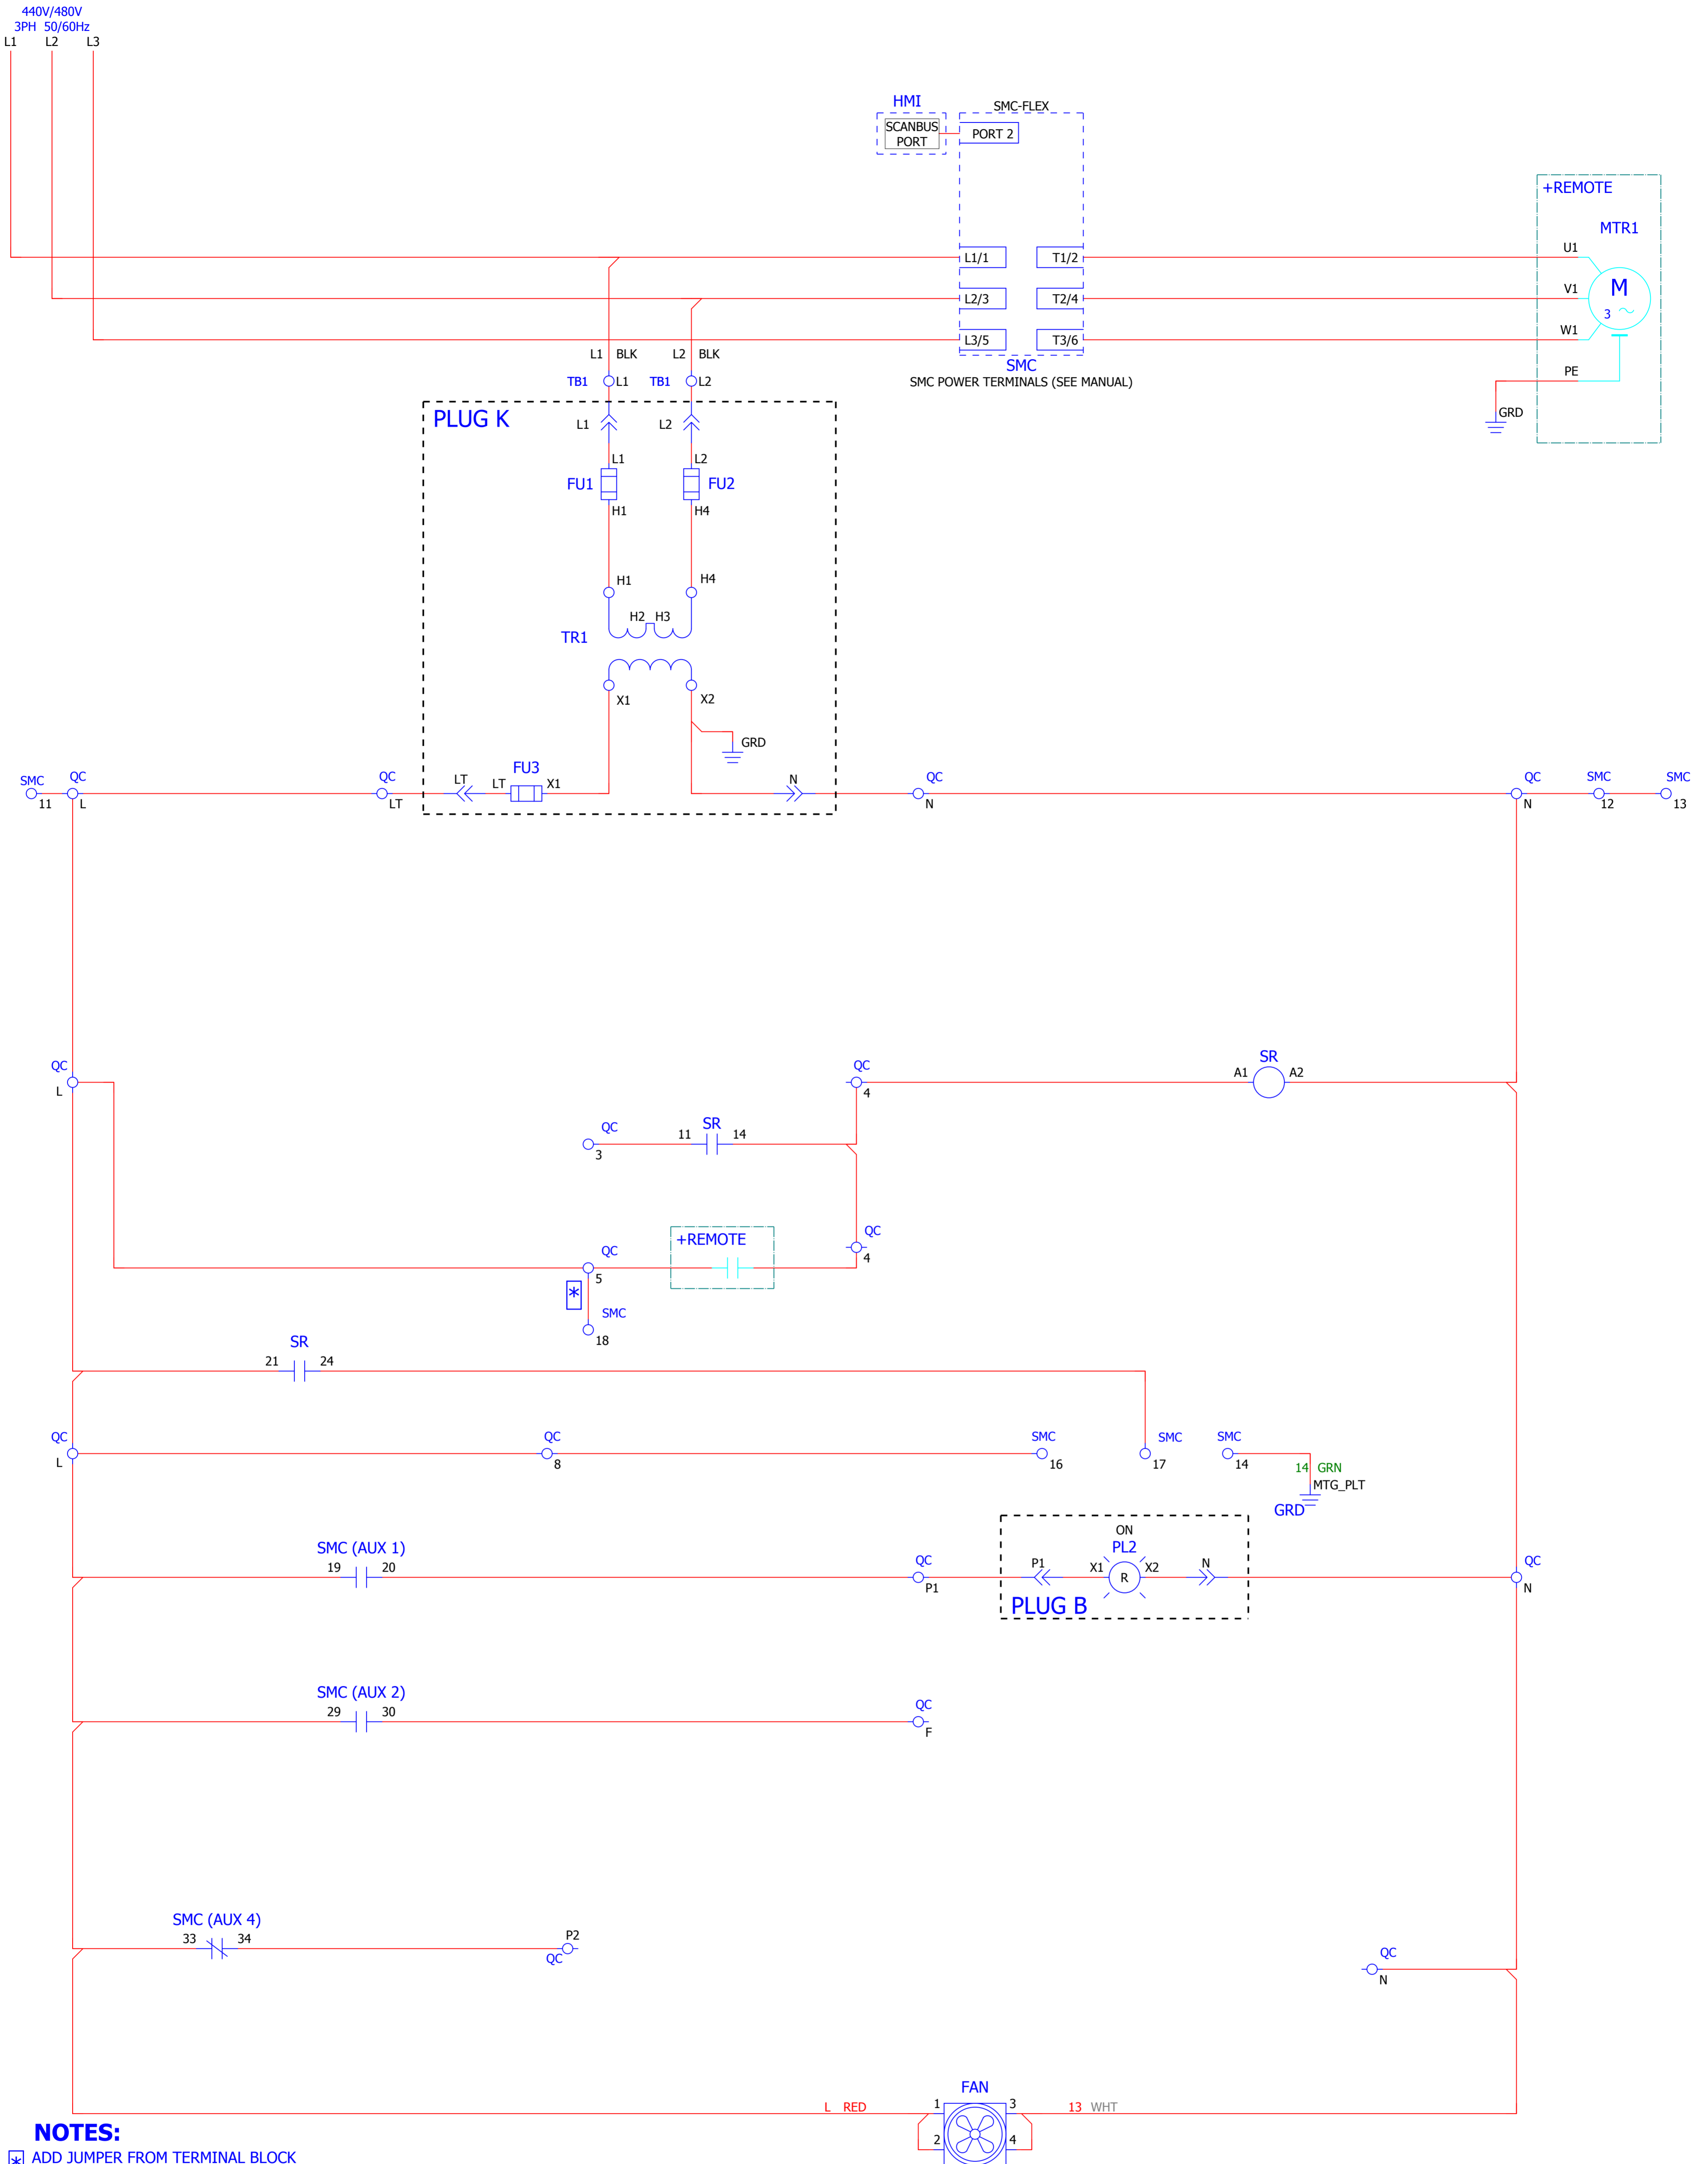 440V/480V
3PH 50/60Hz
L1 L2 L3
HMI
SMC-FLEX
SCANBUS
PORT
PORT 2
+REMOTE
MTR1
L1/1 T1/2 U1
L2/3 T2/4 V1
M
3
L3/5 T3/6 W1
L1 BLK L2 BLK
SMC
SMC POWER TERMINALS (SEE MANUAL)
PE
TB1 L1 TB1 L2
GRD
PLUG K
L1 L2
L1 L2
FU1 FU2
H1 H4
H1 H4
H2 H3
TR1
X1 X2
GRD
SMC QC QC LT LT FU3 X1 N QC QC SMC SMC
11 L LT N N 12 13
QC QC SR
L 4 A1 A2
QC 11 SR 14
3
+REMOTE QC
QC 4
5
*
SMC
18
SR
21 24
QC QC SMC SMC SMC
L 8 16 17 14
14 GRN
MTG_PLT
GRD
ON
SMC (AUX 1) PL2
19 20 QC P1 X1 X2 N QC
R
P1 N
PLUG B
SMC (AUX 2)
29 30 QC
F
SMC (AUX 4)
33 34 P2
QC
QC
N
FAN
L RED 1 3 13 WHT
2 4
NOTES:
* ADD JUMPER FROM TERMINAL BLOCK